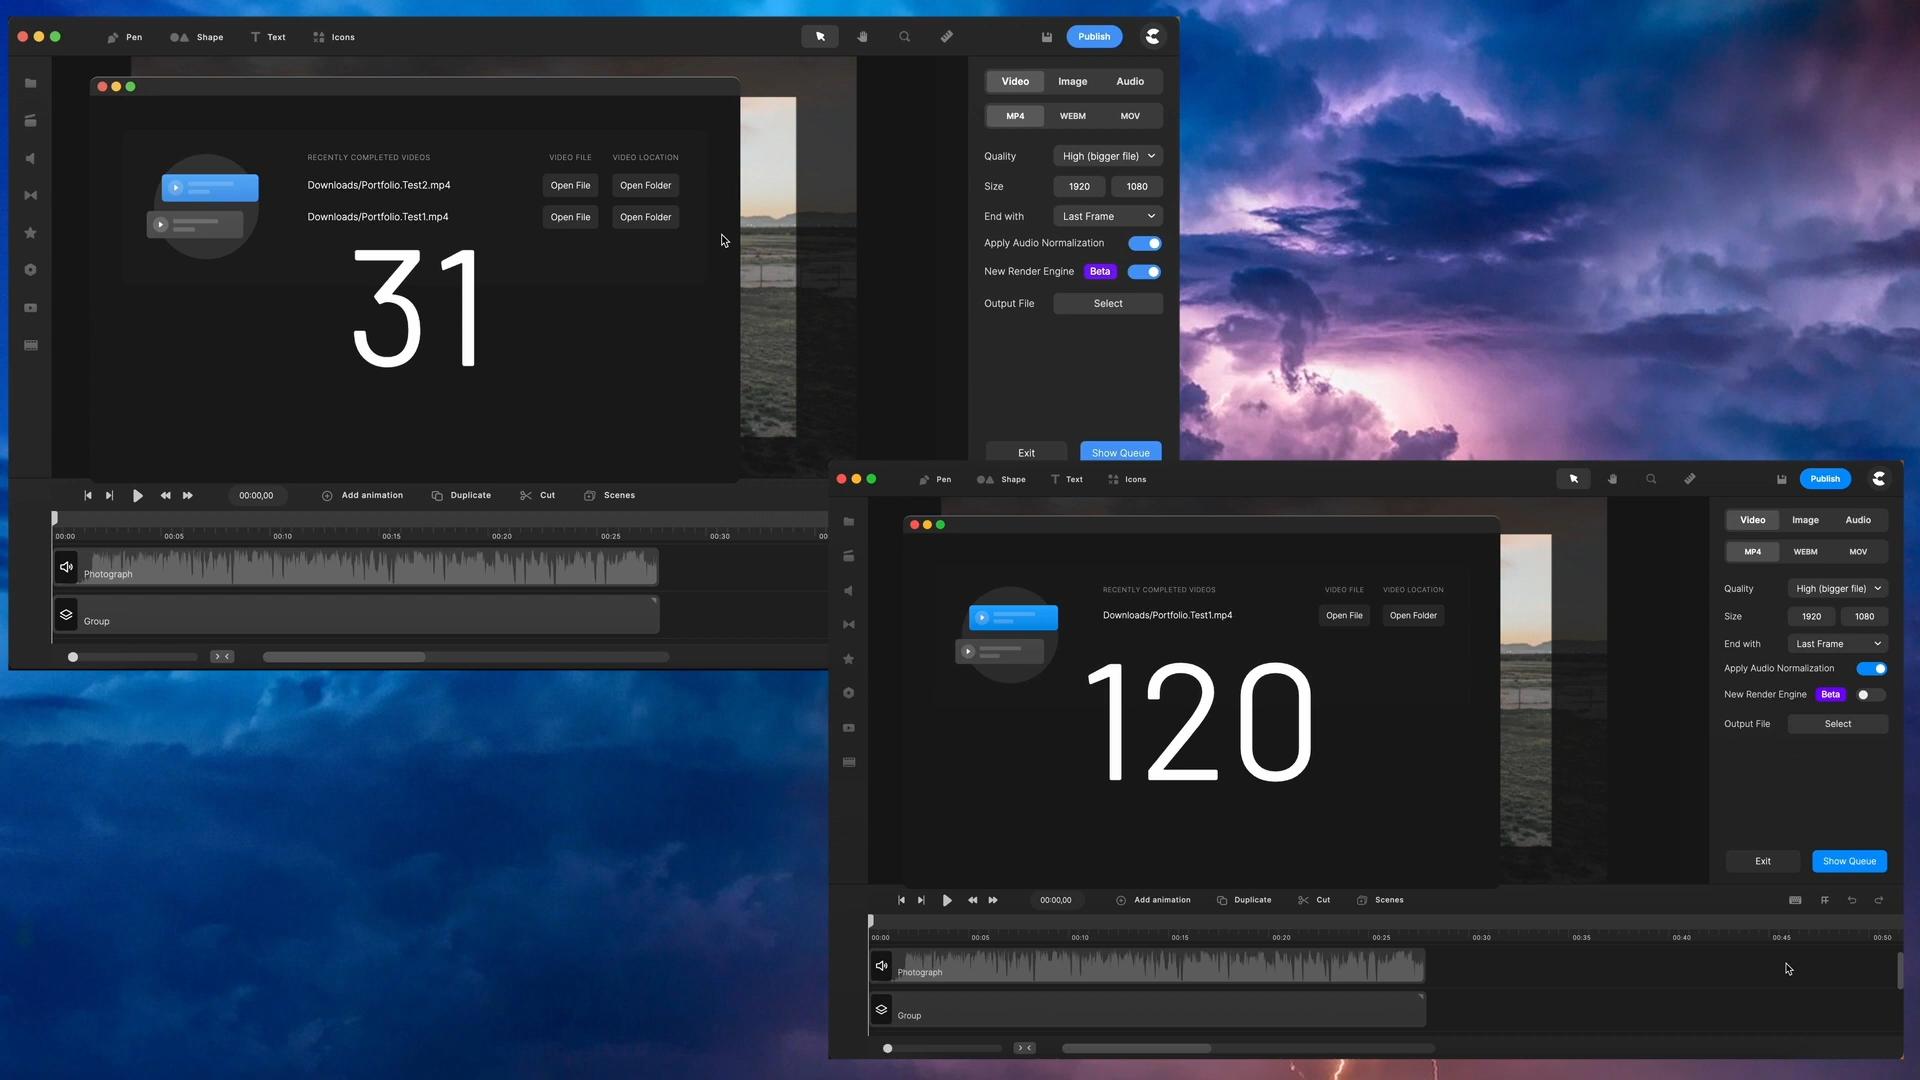 Pen Shape Text Icons Publish
Video Image Audio
MP4 WEBM MOV
RECENTLY COMPLETED VIDEOS VIDEO FILE VIDEO LOCATION
Downloads/Portfolio.Test2.mp4 Open File Open Folder
Downloads/Portfolio.Test1.mp4 Open File Open Folder
31
Quality High (bigger file)
Size 1920 1080
End with Last Frame
Apply Audio Normalization
New Render Engine Beta
Output File Select
Exit Show Queue
00:00,00 Add animation Duplicate Cut Scenes
00:00 00:05 00:10 00:15 00:20 00:25 00:30 00
Photograph
Group
Pen Shape Text Icons Publish
Video Image Audio
MP4 WEBM MOV
RECENTLY COMPLETED VIDEOS VIDEO FILE VIDEO LOCATION
Downloads/Portfolio.Test1.mp4 Open File Open Folder
120
Quality High (bigger file)
Size 1920 1080
End with Last Frame
Apply Audio Normalization
New Render Engine Beta
Output File Select
Exit Show Queue
00:00,00 Add animation Duplicate Cut Scenes
00:00 00:05 00:10 00:15 00:20 00:25 00:30 00:35 00:40 00:45 00:50
Photograph
Group